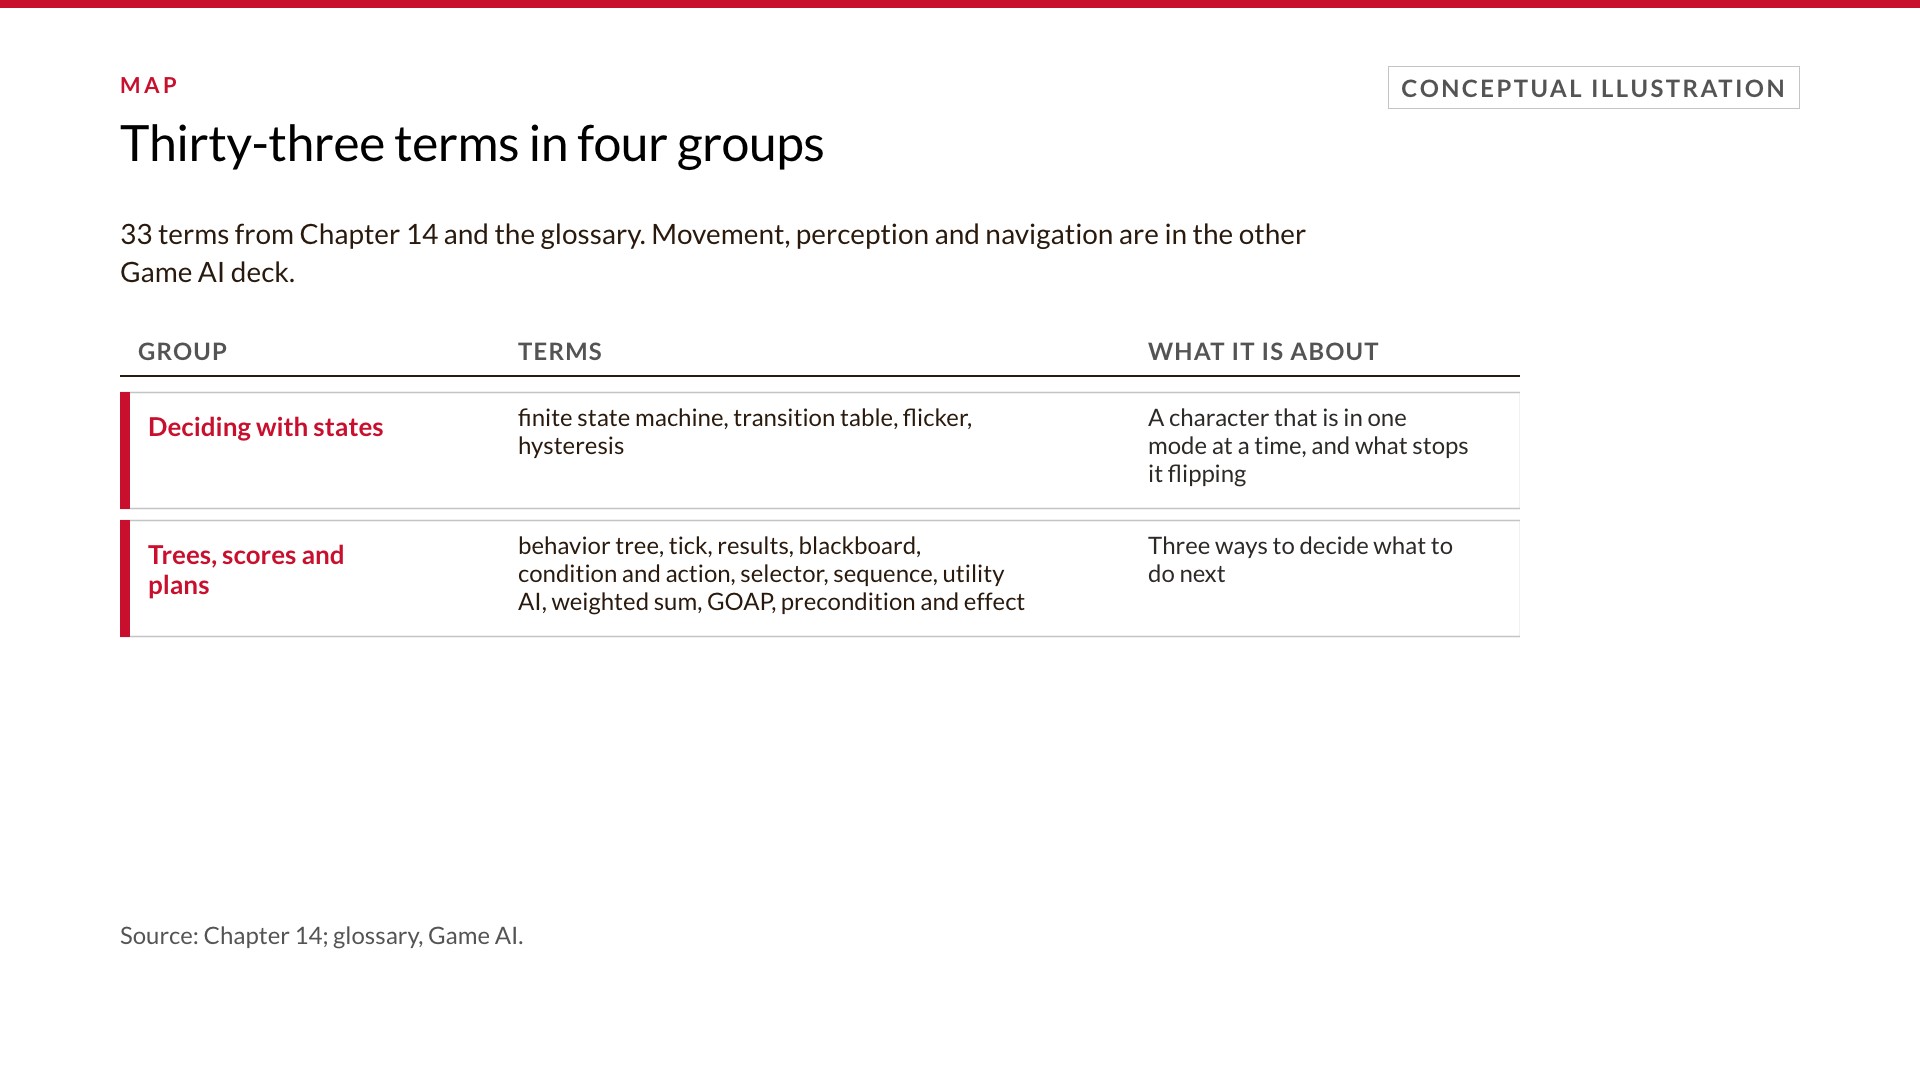 MAP
CONCEPTUAL ILLUSTRATION
Thirty-three terms in four groups
33 terms from Chapter 14 and the glossary. Movement, perception and navigation are in the other
Game AI deck.
GROUP
TERMS
WHAT IT IS ABOUT
Deciding with states
finite state machine, transition table, flicker,
hysteresis
A character that is in one
mode at a time, and what stops
it flipping
Trees, scores and
plans
behavior tree, tick, results, blackboard,
condition and action, selector, sequence, utility
AI, weighted sum, GOAP, precondition and effect
Three ways to decide what to
do next
Source: Chapter 14; glossary, Game AI.